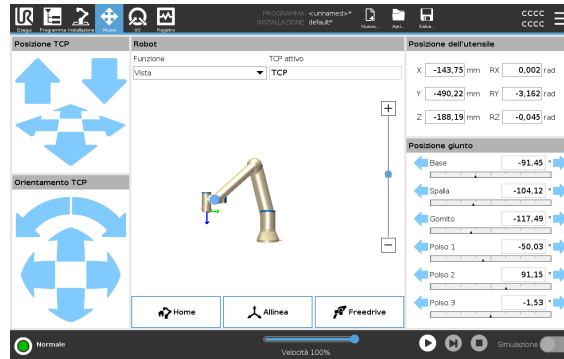 UR
Esegui Programma Installazione Muovi I/O Registro
PROGRAMMA <unnamed>*
INSTALLAZIONE default*
Nuovo... Apri... Salva...
CCCC
CCCC
Posizione TCP
Robot
Posizione dell'utensile
Funzione TCP attivo
Vista TCP
X -143,75 mm RX 0,002 rad
Y -490,22 mm RY -3,162 rad
Z -188,19 mm RZ -0,045 rad
Posizione giunto
Base -91,45 °
Spalla -104,12 °
Gomito -117,49 °
Polso 1 -50,03 °
Polso 2 91,15 °
Polso 3 -1,53 °
Orientamento TCP
Home Allinea Freedrive
Normale
Velocità 100%
Simulazione